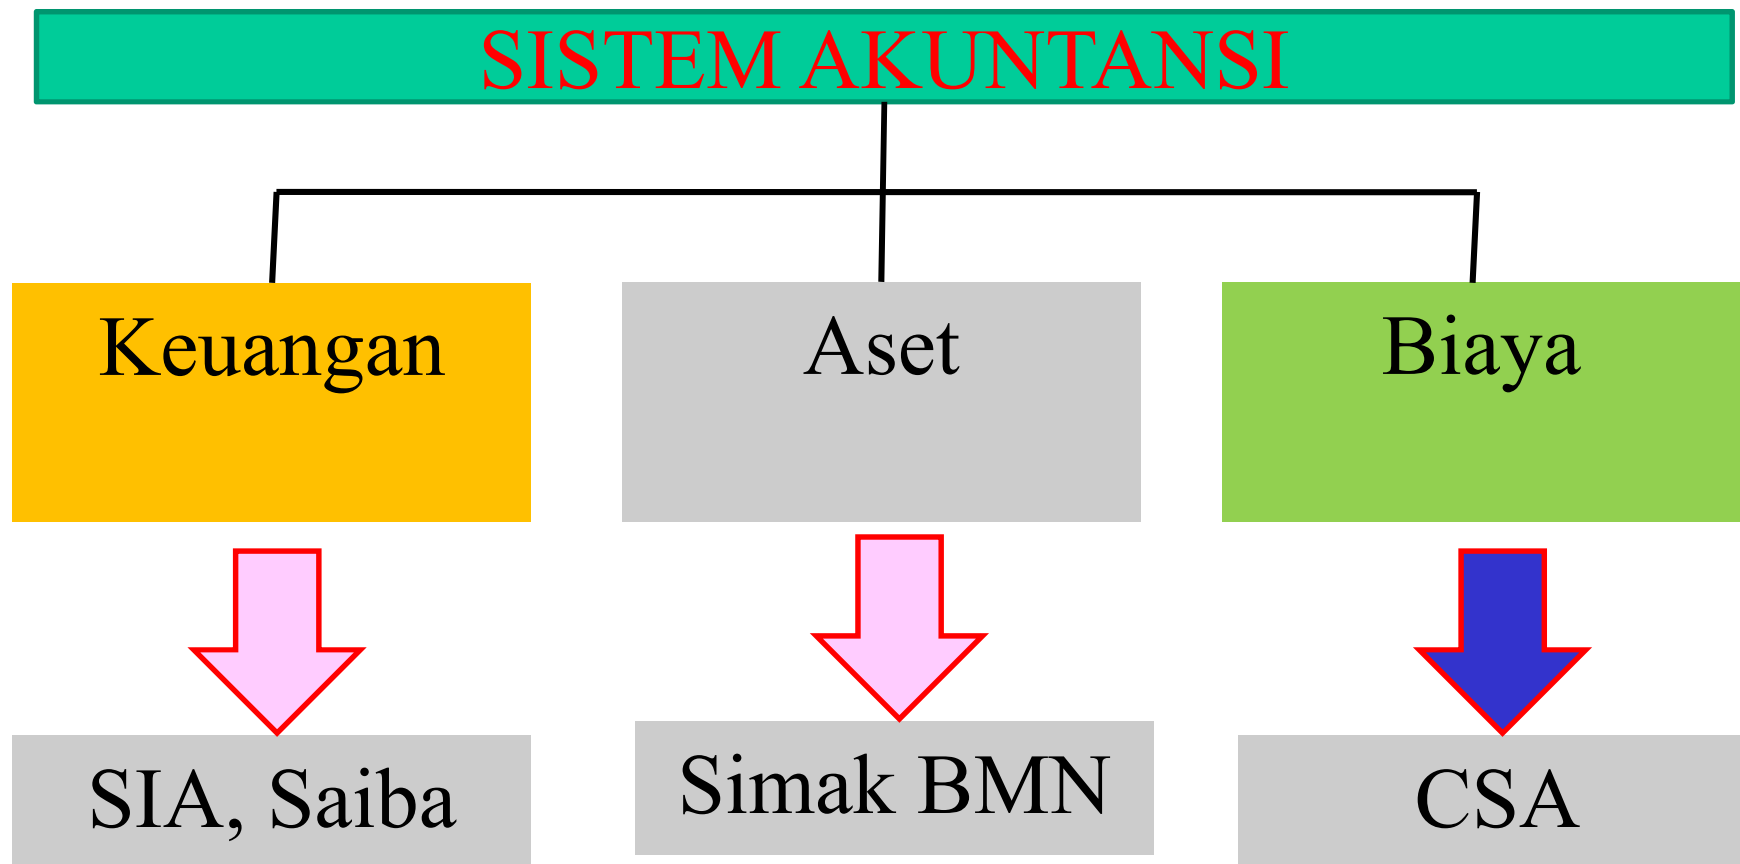 SISTEM AKUNTANSI
Keuangan
Aset
Biaya
SIA, Saiba
Simak BMN
CSA